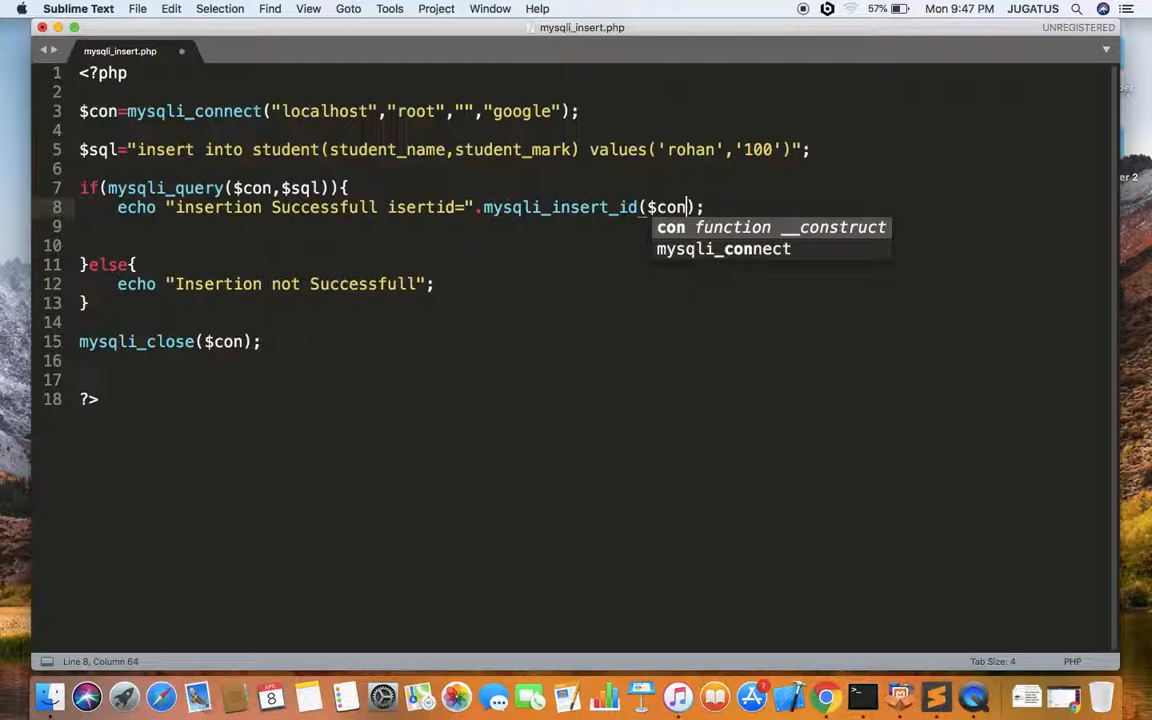 Sublime Text File Edit Selection Find View Goto Tools Project Window Help 57% Mon 9:47 PM JUGATUS
mysqli_insert.php UNREGISTERED
mysqli_insert.php
1 <?php
2
3 $con=mysqli_connect("localhost","root","","google");
4
5 $sql="insert into student(student_name,student_mark) values('rohan','100')";
6
7 if(mysqli_query($con,$sql)){
8 echo "insertion Successfull isertid=".mysqli_insert_id($con);
con function __construct
9
mysqli_connect
10
11 }else{
12 echo "Insertion not Successfull";
13 }
14
15 mysqli_close($con);
16
17
18 ?>
Line 8, Column 64 Tab Size: 4 PHP
APR
8
7